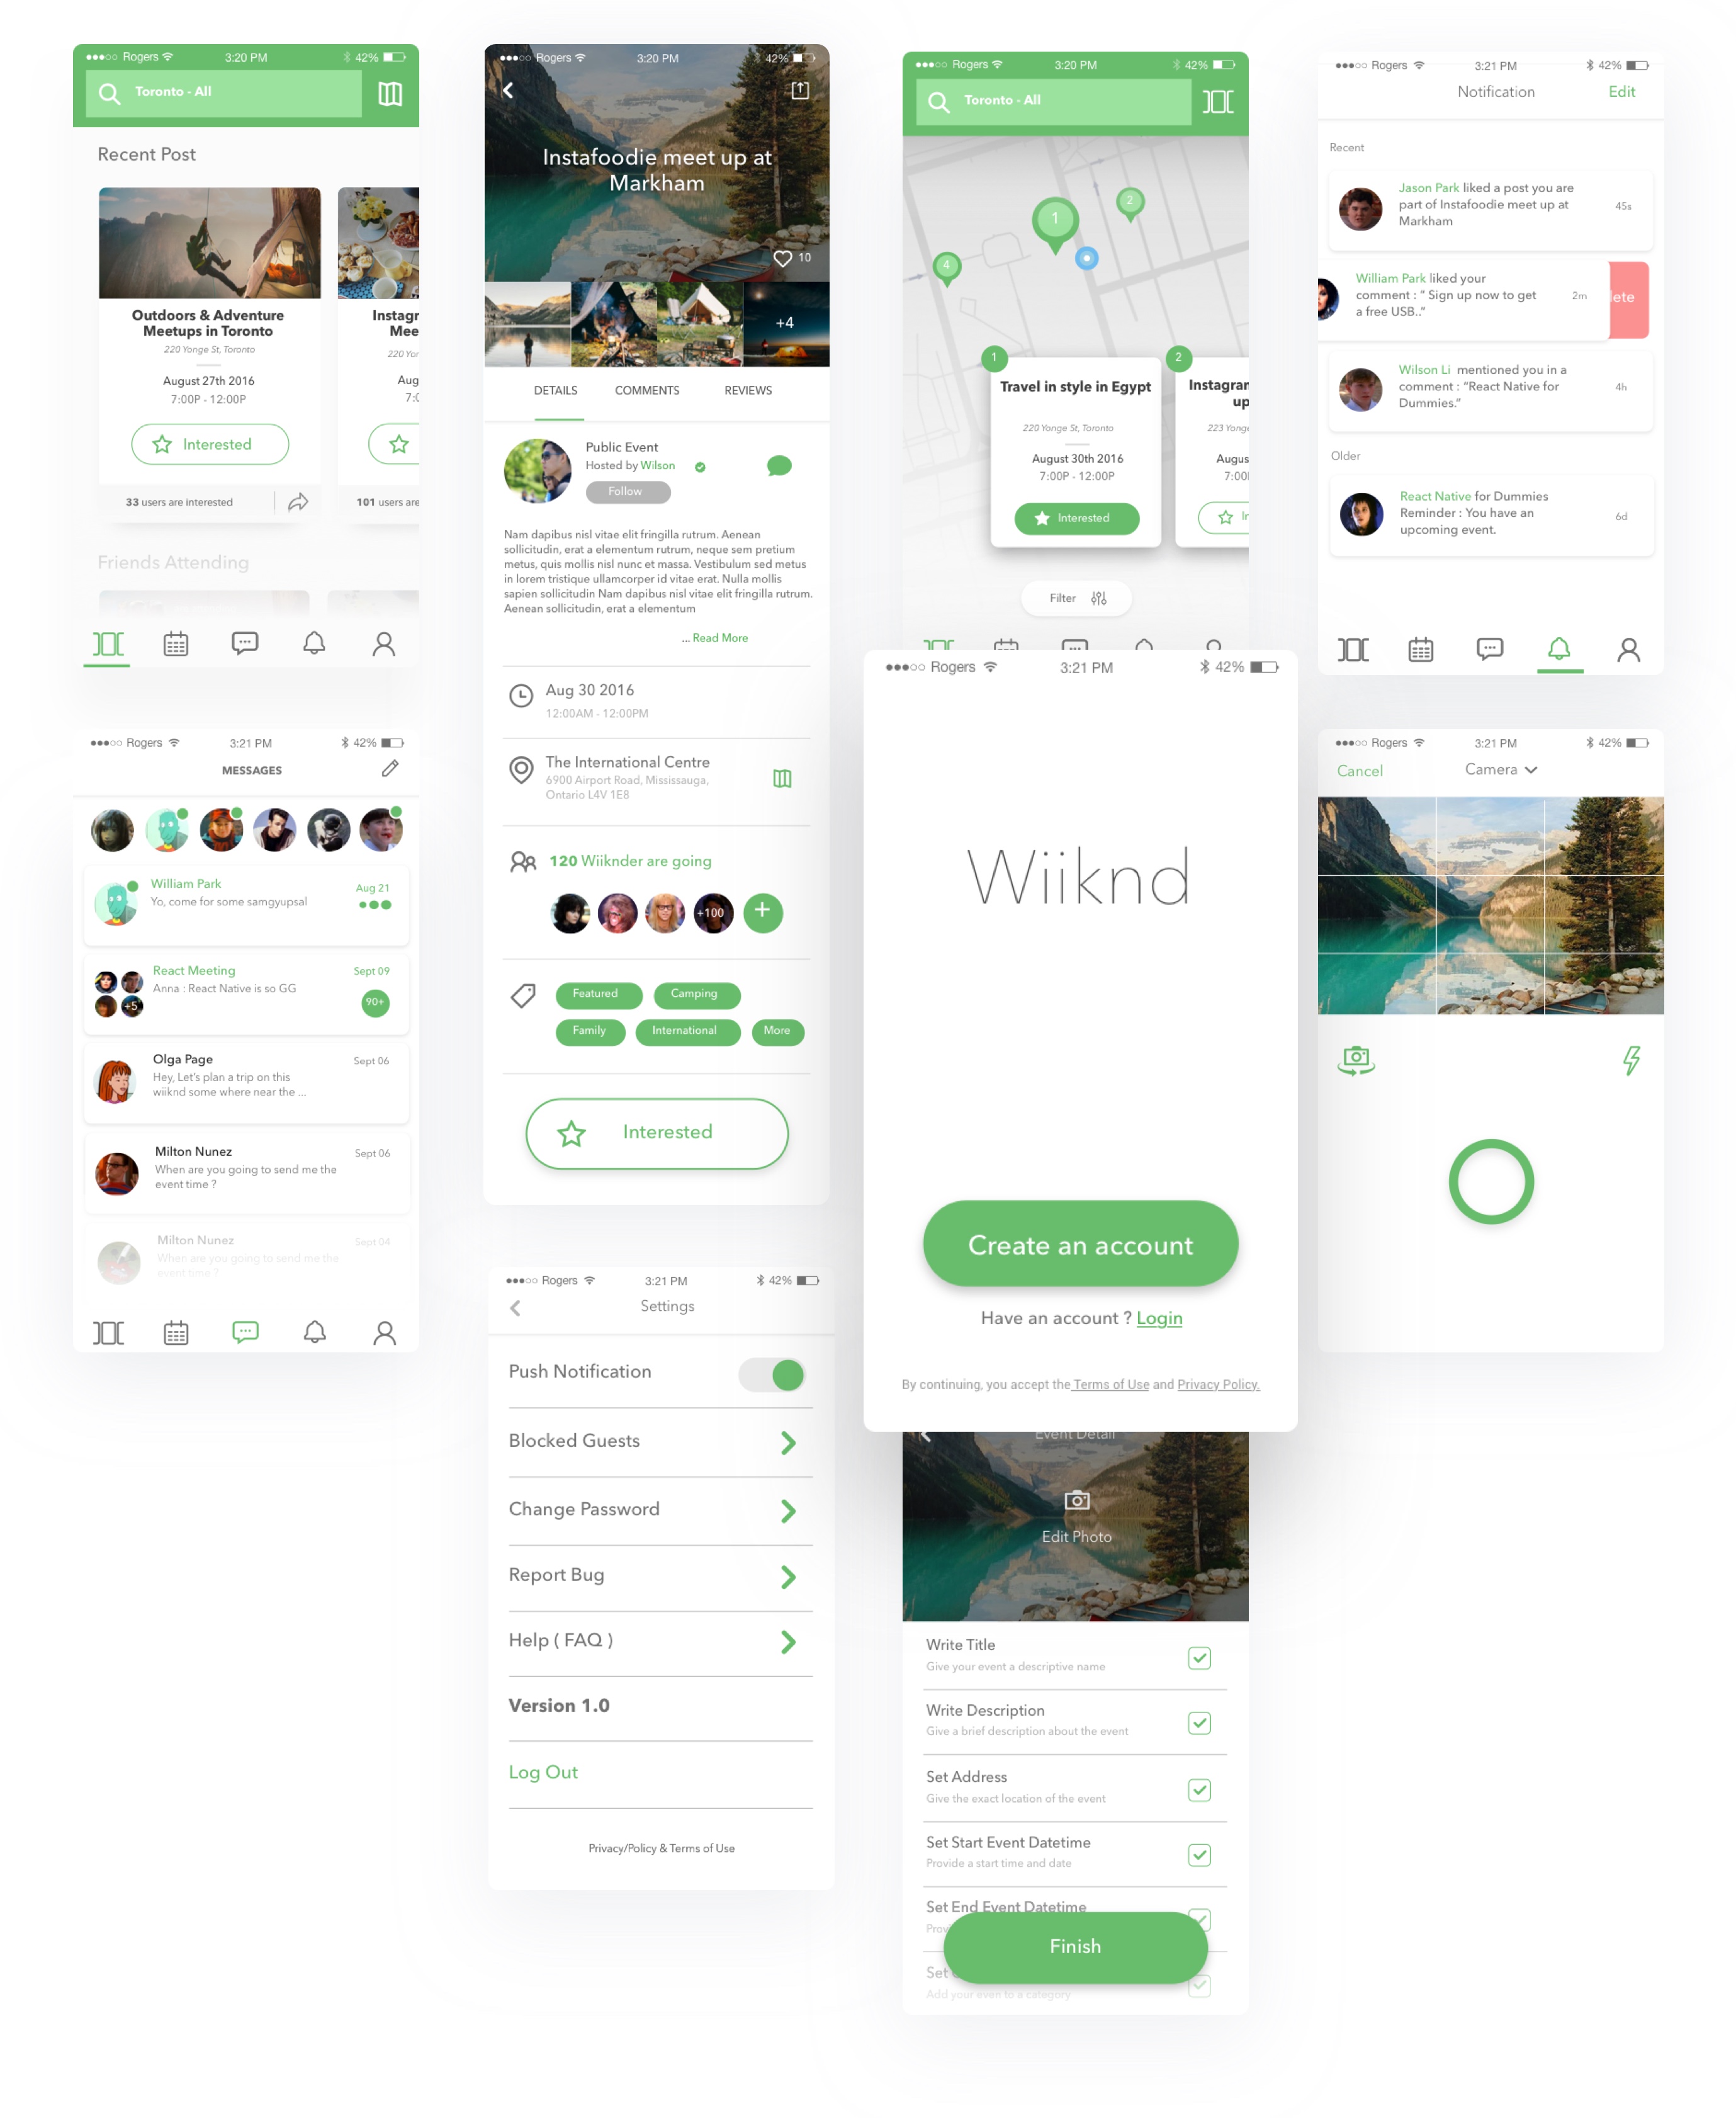 Rogers 3:20 PM 42%
Toronto - All
Recent Post
Outdoors & Adventure
Meetups in Toronto
220 Yonge St, Toronto
August 27th 2016
7:00P - 12:00P
Interested
33 users are interested
101 users are
Friends Attending
Rogers 3:20 PM 42%
Instafoodie meet up at
Markham
10
+4
DETAILS COMMENTS REVIEWS
Public Event
Hosted by Wilson
Follow
Nam dapibus nisl vitae elit fringilla rutrum. Aenean
sollicitudin, erat a elementum rutrum, neque sem pretium
metus, quis mollis nisl nunc et massa. Vestibulum sed metus
in lorem tristique ullamcorper id vitae erat. Nulla mollis
sapien sollicitudin Nam dapibus nisl vitae elit fringilla rutrum.
Aenean sollicitudin, erat a elementum
... Read More
Aug 30 2016
12:00AM - 12:00PM
The International Centre
6900 Airport Road, Mississauga,
Ontario L4V 1E8
120 Wiiknder are going
+100 +
Featured Camping
Family International More
Interested
Rogers 3:20 PM 42%
Toronto - All
1
2
4
1 2
Travel in style in Egypt
220 Yonge St, Toronto
August 30th 2016
7:00P - 12:00P
Interested
Filter
Rogers 3:21 PM 42%
Notification Edit
Recent
Jason Park liked a post you are
part of Instafoodie meet up at
Markham
45s
William Park liked your
comment : " Sign up now to get
a free USB.."
2m
Wilson Li mentioned you in a
comment : "React Native for
Dummies."
4h
Older
React Native for Dummies
Reminder : You have an
upcoming event.
6d
Rogers 3:21 PM 42%
MESSAGES
William Park
Yo, come for some samgyupsal
Aug 21
React Meeting
Anna : React Native is so GG
Sept 09
+5
90+
Olga Page
Hey, Let's plan a trip on this
wiiknd some where near the ...
Sept 06
Milton Nunez
When are you going to send me the
event time ?
Sept 06
Milton Nunez
When are you going to send me the
event time ?
Sept 04
Rogers 3:21 PM 42%
Settings
Push Notification
Blocked Guests
Change Password
Report Bug
Help ( FAQ )
Version 1.0
Log Out
Privacy/Policy & Terms of Use
Rogers 3:21 PM 42%
Wiiknd
Create an account
Have an account ? Login
By continuing, you accept the Terms of Use and Privacy Policy.
Rogers 3:21 PM 42%
Cancel Camera
Event Detail
Edit Photo
Write Title
Give your event a descriptive name
Write Description
Give a brief description about the event
Set Address
Give the exact location of the event
Set Start Event Datetime
Provide a start time and date
Set End Event Datetime
Finish
Set
Add your even to a category